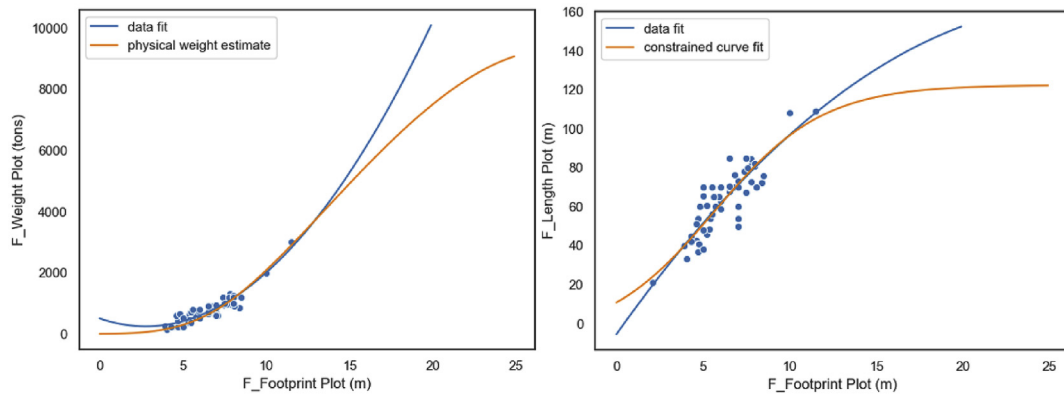 data fit
physical weight estimate
F_Weight Plot (tons)
10000
8000
6000
4000
2000
0
0 5 10 15 20 25
F_Footprint Plot (m)
data fit
constrained curve fit
F_Length Plot (m)
160
140
120
100
80
60
40
20
0
0 5 10 15 20 25
F_Footprint Plot (m)